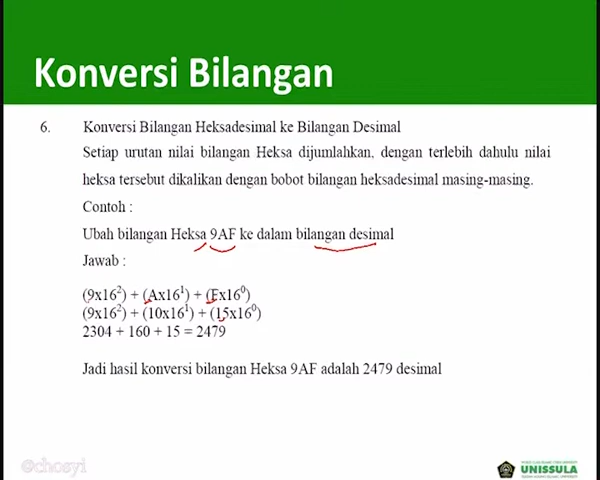 Konversi Bilangan
6. Konversi Bilangan Heksadesimal ke Bilangan Desimal
Setiap urutan nilai bilangan Heksa dijumlahkan, dengan terlebih dahulu nilai
heksa tersebut dikalikan dengan bobot bilangan heksadesimal masing-masing.
Contoh :
Ubah bilangan Heksa 9AF ke dalam bilangan desimal
Jawab :
(9x16²) + (Ax16¹) + (Fx16⁰)
(9x16²) + (10x16¹) + (15x16⁰)
2304 + 160 + 15 = 2479
Jadi hasil konversi bilangan Heksa 9AF adalah 2479 desimal
@chosyi
UNISSULA